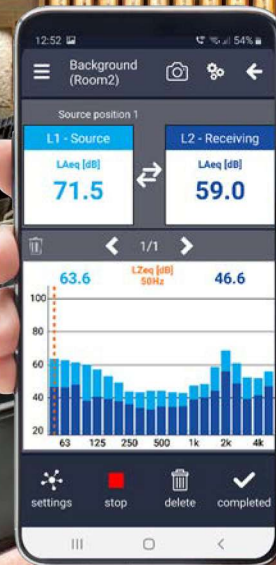 12:52 54%
Background
(Room2)
Source position 1
L1 - Source L2 - Receiving
LAeq [dB] LAeq [dB]
71.5 59.0
1/1
63.6 LZeq [dB] 46.6
50Hz
100
80
60
40
20
63 125 250 500 1k 2k 4k
settings stop delete completed